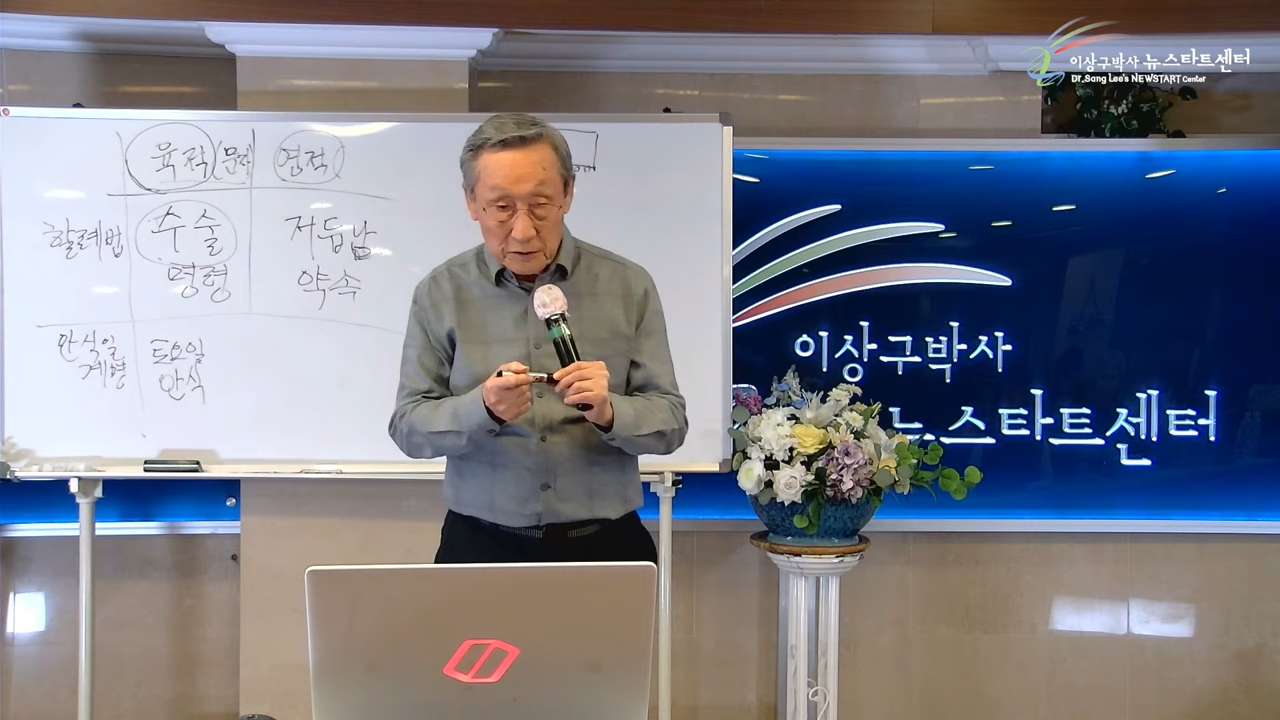 이상구박사 뉴스타트센터
Dr.Sang Lee's NEWSTART Center
육적(문자) 영적
할례법 수술 저듭남
명령 약속
안식일 토요일
계명 안식
이상구박사
뉴스타트센터